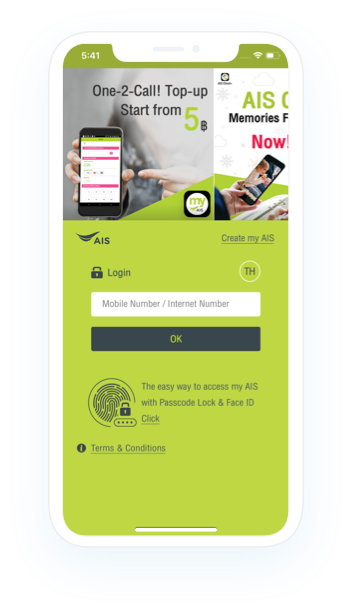 5:41
One-2-Call! Top-up
Start from 5 ฿
my
AIS
Memories F
Now!
AIS
Create my AIS
Login
TH
Mobile Number / Internet Number
OK
The easy way to access my AIS
with Passcode Lock & Face ID
Click
Terms & Conditions